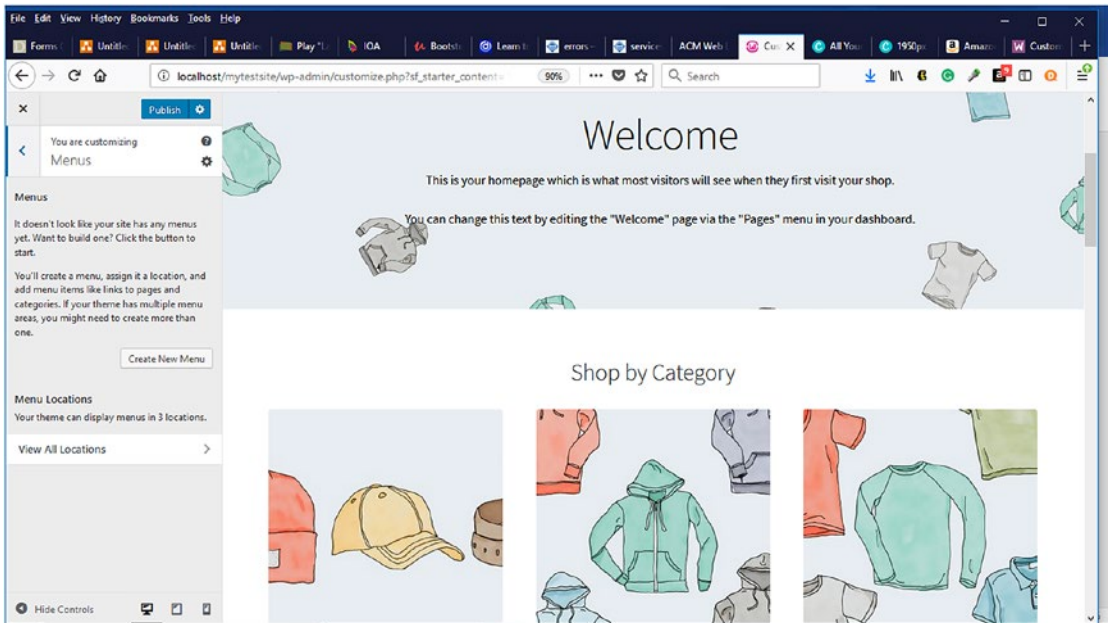 File Edit View History Bookmarks Tools Help
Forms Untitle Untitle Untitle Play "L IOA Bootst Learn errors - service ACM Web Cus All You 1950p Amazo Custom
localhost/mytestsite/wp-admin/customize.php?sf_starter_content= 90% Search
Publish
You are customizing
Menus
Menus
It doesn't look like your site has any menus
yet. Want to build one? Click the button to
start.
You'll create a menu, assign it a location, and
add menu items like links to pages and
categories. If your theme has multiple menu
areas, you might need to create more than
one.
Create New Menu
Menu Locations
Your theme can display menus in 3 locations.
View All Locations
Hide Controls
Welcome
This is your homepage which is what most visitors will see when they first visit your shop.
You can change this text by editing the "Welcome" page via the "Pages" menu in your dashboard.
Shop by Category